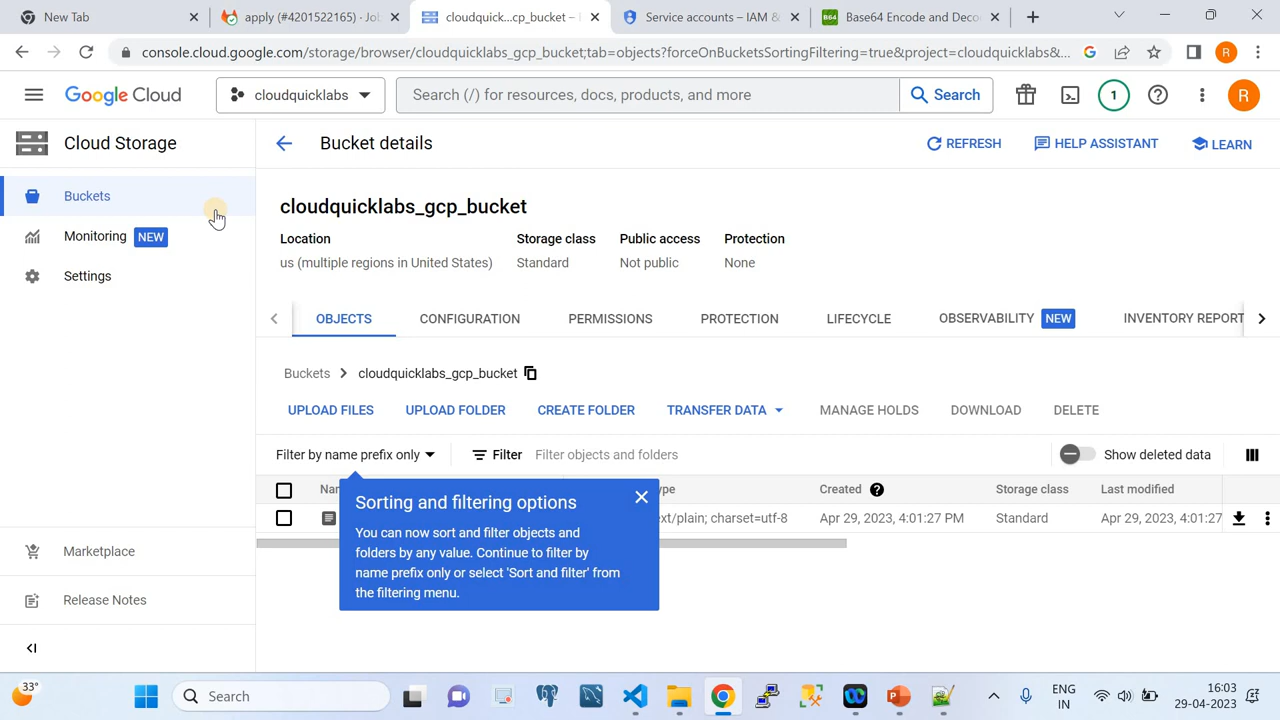 New Tab
apply (#4201522165) · Jo
cloudquick...cp_bucket –
Service accounts – IAM &
Base64 Encode and Deco
console.cloud.google.com/storage/browser/cloudquicklabs_gcp_bucket;tab=objects?forceOnBucketsSortingFiltering=true&project=cloudquicklabs&...
R
Google Cloud
cloudquicklabs
Search (/) for resources, docs, products, and more
Search
1
R
Cloud Storage
Bucket details
REFRESH
HELP ASSISTANT
LEARN
Buckets
Monitoring NEW
Settings
cloudquicklabs_gcp_bucket
Location Storage class Public access Protection
us (multiple regions in United States) Standard Not public None
OBJECTS CONFIGURATION PERMISSIONS PROTECTION LIFECYCLE OBSERVABILITY NEW INVENTORY REPORT
Buckets cloudquicklabs_gcp_bucket
UPLOAD FILES UPLOAD FOLDER CREATE FOLDER TRANSFER DATA MANAGE HOLDS DOWNLOAD DELETE
Filter by name prefix only Filter Filter objects and folders Show deleted data
Created Storage class Last modified
ext/plain; charset=utf-8 Apr 29, 2023, 4:01:27 PM Standard Apr 29, 2023, 4:01:27
Sorting and filtering options
You can now sort and filter objects and
folders by any value. Continue to filter by
name prefix only or select 'Sort and filter' from
the filtering menu.
Marketplace
Release Notes
33°
Search
ENG
IN
16:03
29-04-2023